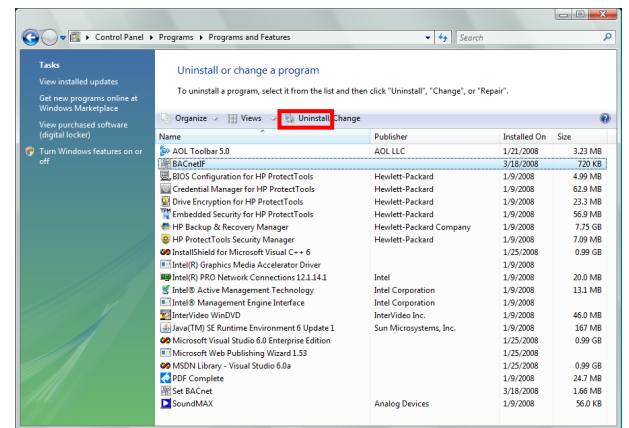 Control Panel ▸ Programs ▸ Programs and Features Search
Tasks
View installed updates
Get new programs online at
Windows Marketplace
View purchased software
(digital locker)
Turn Windows features on or
off
Uninstall or change a program
To uninstall a program, select it from the list and then click "Uninstall", "Change", or "Repair".
Organize Views Uninstall/Change
Name Publisher Installed On Size
AOL Toolbar 5.0 AOL LLC 1/21/2008 3.23 MB
BACnetIF 3/18/2008 720 KB
BIOS Configuration for HP ProtectTools Hewlett-Packard 1/9/2008 4.99 MB
Credential Manager for HP ProtectTools Hewlett-Packard 1/9/2008 62.9 MB
Drive Encryption for HP ProtectTools Hewlett-Packard 1/9/2008 23.3 MB
Embedded Security for HP ProtectTools Hewlett-Packard 1/9/2008 56.9 MB
HP Backup & Recovery Manager Hewlett-Packard Company 1/9/2008 7.75 GB
HP ProtectTools Security Manager Hewlett-Packard 1/9/2008 7.09 MB
InstallShield for Microsoft Visual C++ 6 1/25/2008 0.99 GB
Intel(R) Graphics Media Accelerator Driver 1/9/2008
Intel(R) PRO Network Connections 12.1.14.1 Intel 1/9/2008 20.0 MB
Intel® Active Management Technology Intel Corporation 1/9/2008 13.1 MB
Intel® Management Engine Interface Intel Corporation 1/9/2008
InterVideo WinDVD InterVideo Inc. 1/9/2008 46.0 MB
Java(TM) SE Runtime Environment 6 Update 1 Sun Microsystems, Inc. 1/9/2008 167 MB
Microsoft Visual Studio 6.0 Enterprise Edition 1/25/2008 0.99 GB
Microsoft Web Publishing Wizard 1.53 1/25/2008
MSDN Library - Visual Studio 6.0a 1/25/2008 0.99 GB
PDF Complete 1/9/2008 24.7 MB
Set BACnet 3/18/2008 1.66 MB
SoundMAX Analog Devices 1/9/2008 56.0 KB